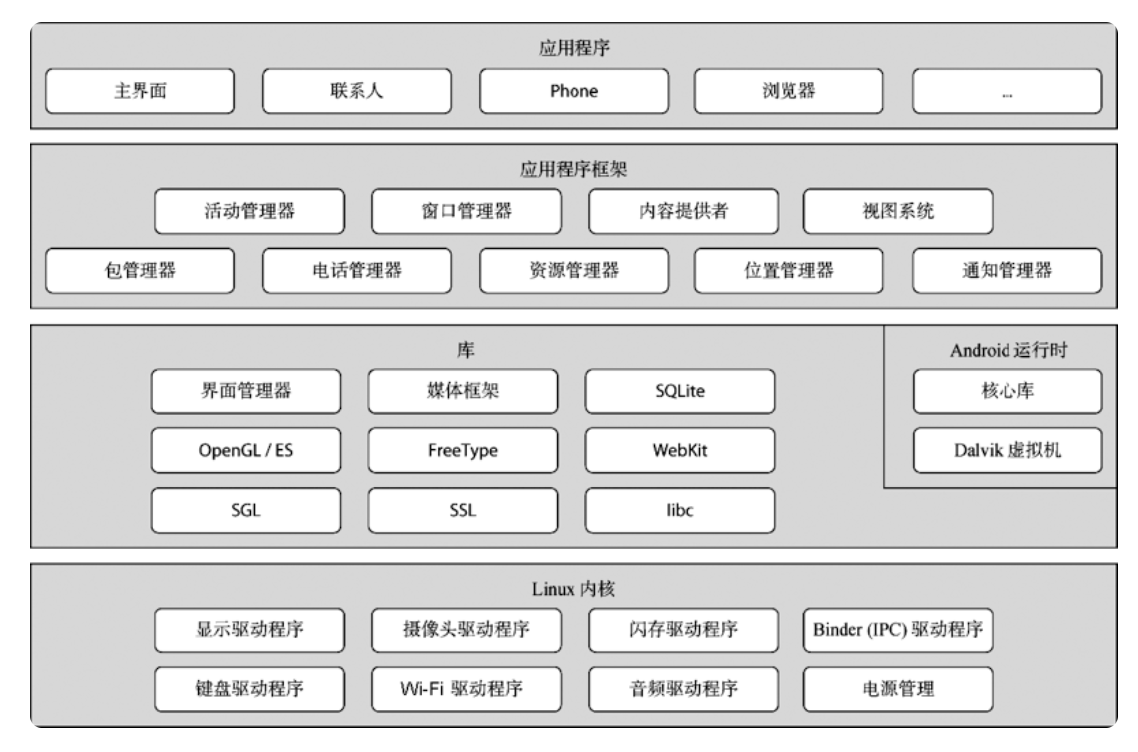 应用程序
主界面 联系人 Phone 浏览器 ...
应用程序框架
活动管理器 窗口管理器 内容提供者 视图系统
包管理器 电话管理器 资源管理器 位置管理器 通知管理器
库
界面管理器 媒体框架 SQLite
OpenGL / ES FreeType WebKit
SGL SSL libc
Android 运行时
核心库
Dalvik 虚拟机
Linux 内核
显示驱动程序 摄像头驱动程序 闪存驱动程序 Binder (IPC) 驱动程序
键盘驱动程序 Wi-Fi 驱动程序 音频驱动程序 电源管理